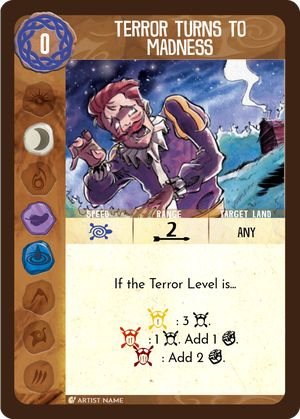 0
TERROR TURNS TO
MADNESS
SPEED
RANGE
TARGET LAND
2
ANY
If the Terror Level is...
: 3 .
: 1 . Add 1 .
: Add 2 .
ARTIST NAME